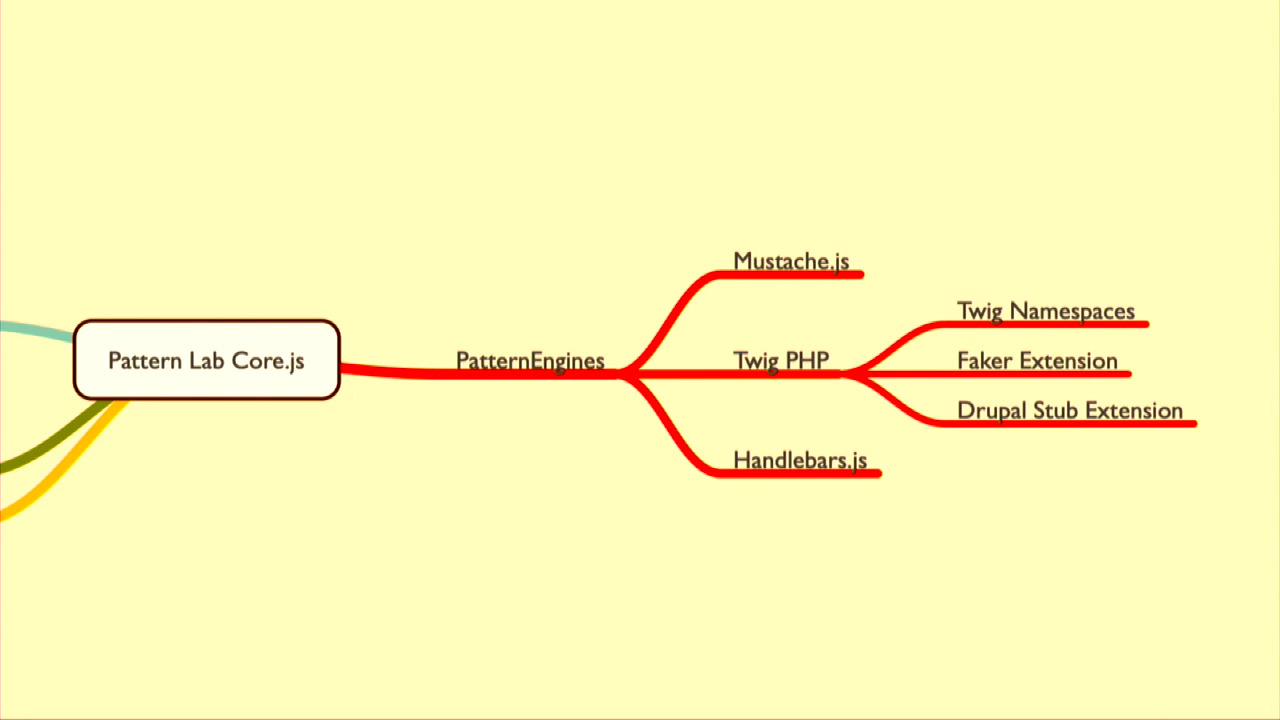 Pattern Lab Core.js
PatternEngines
Mustache.js
Twig PHP
Twig Namespaces
Faker Extension
Drupal Stub Extension
Handlebars.js